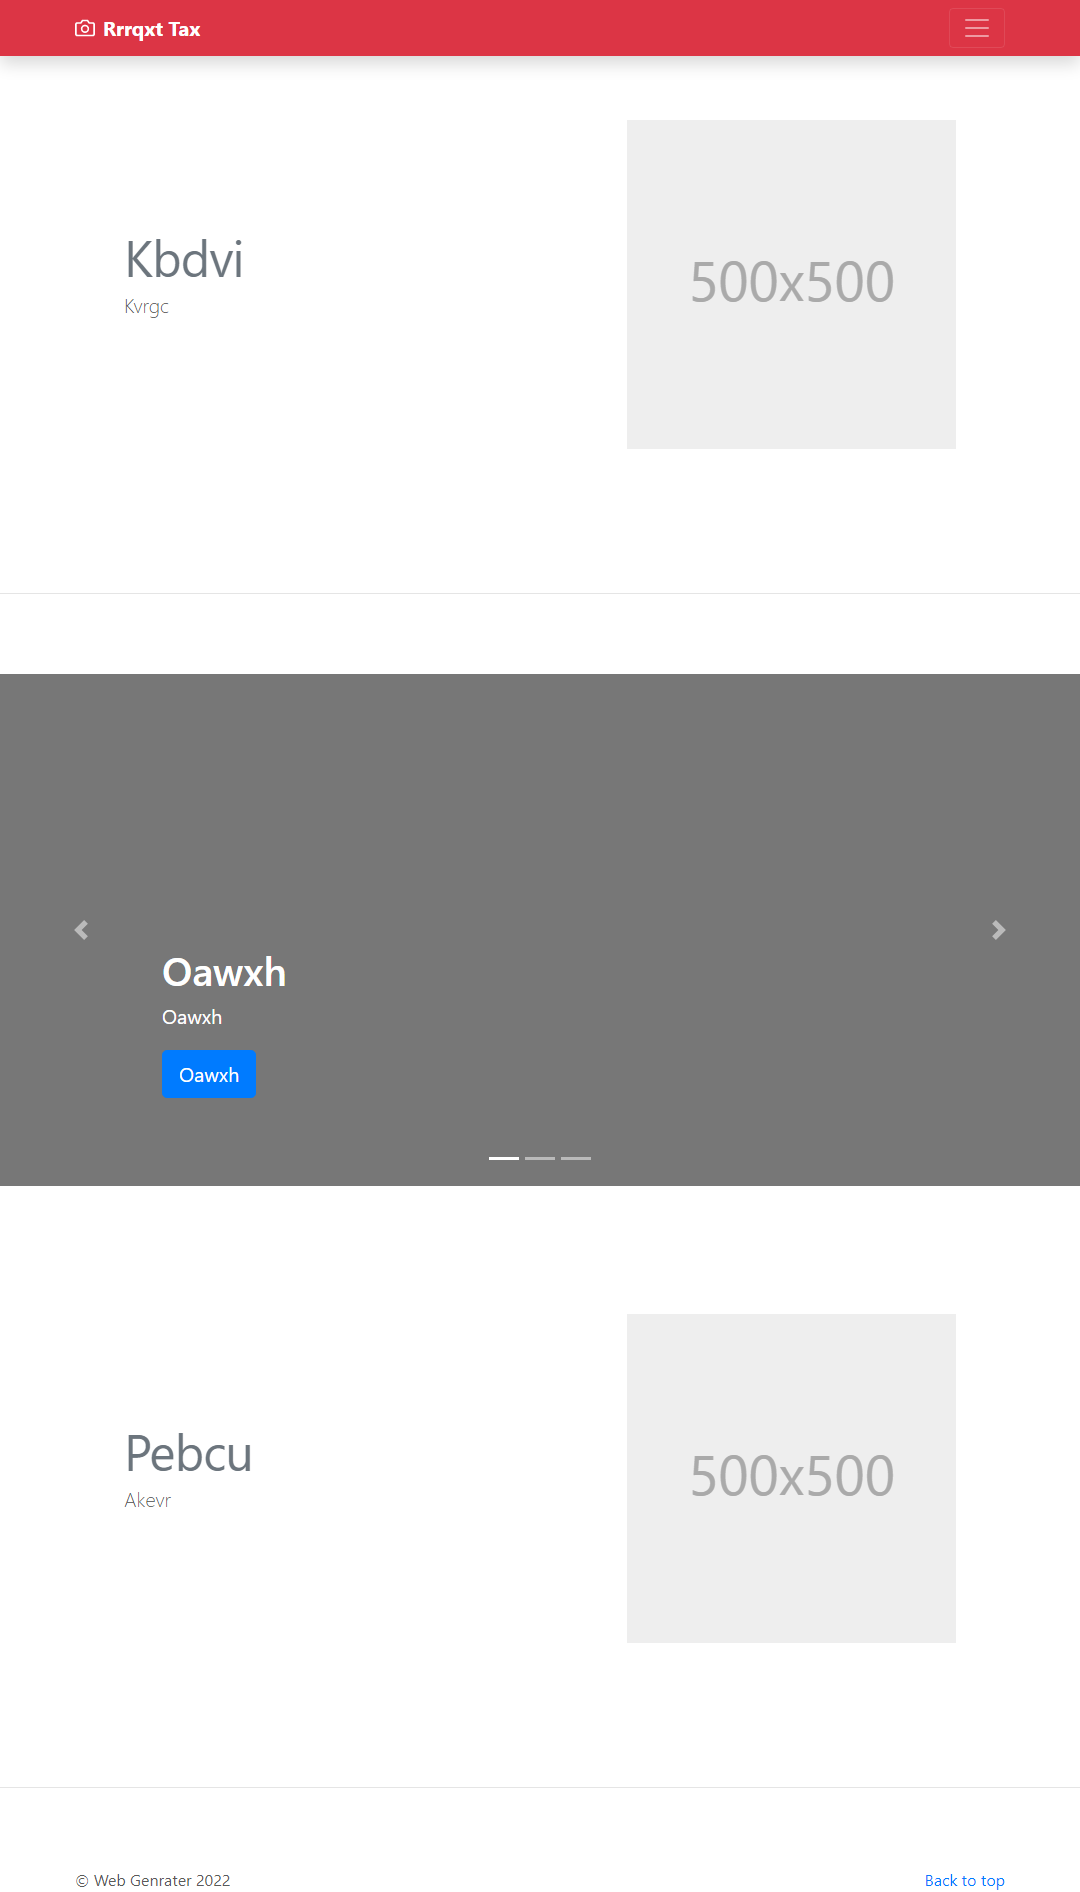 Rrrqxt Tax
Kbdvi
Kvrgc
500x500
Oawxh
Oawxh
Oawxh
Pebcu
Akevr
500x500
© Web Genrater 2022
Back to top